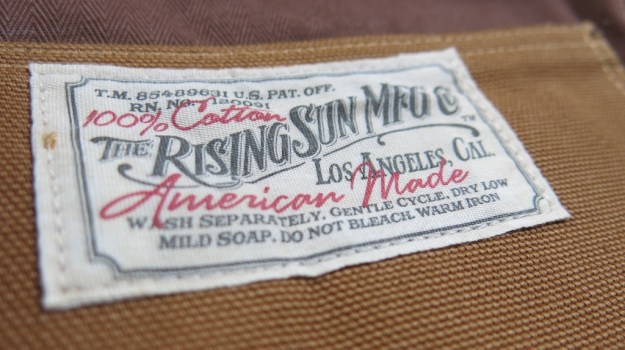 T.M. 85489631 U.S. PAT. OFF.
RN. NO. 120091
100% Cotton
THE RISING SUN MFG Co
TM
LOS ANGELES, CAL.
American Made
WASH SEPARATELY. GENTLE CYCLE, DRY LOW
MILD SOAP. DO NOT BLEACH. WARM IRON